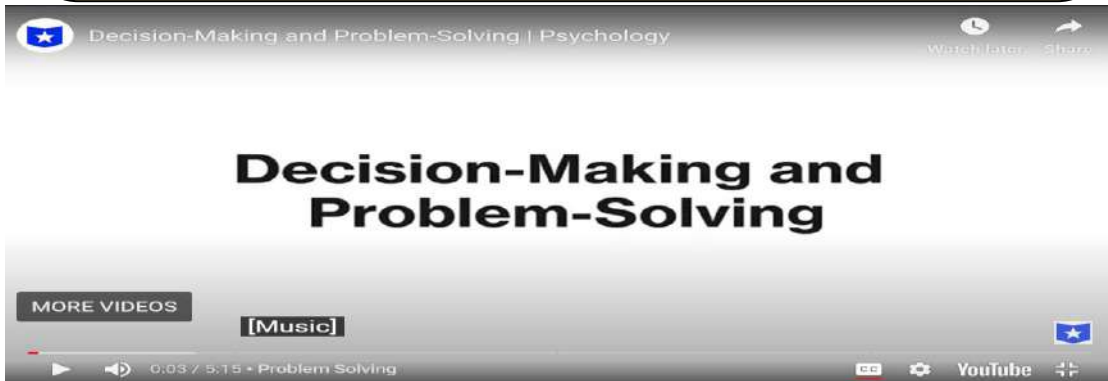 Decision-Making and Problem-Solving | Psychology
Watch later
Share
Decision-Making and
Problem-Solving
MORE VIDEOS
[Music]
0:03 / 5:15 • Problem Solving
CC
YouTube